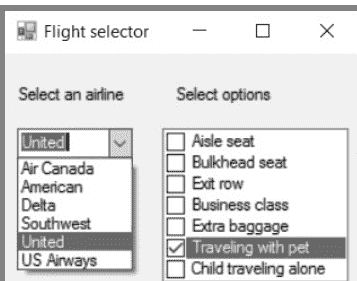 Flight selector
Select an airline
Select options
United
Air Canada
American
Delta
Southwest
United
US Airways
Aisle seat
Bulkhead seat
Exit row
Business class
Extra baggage
Traveling with pet
Child traveling alone